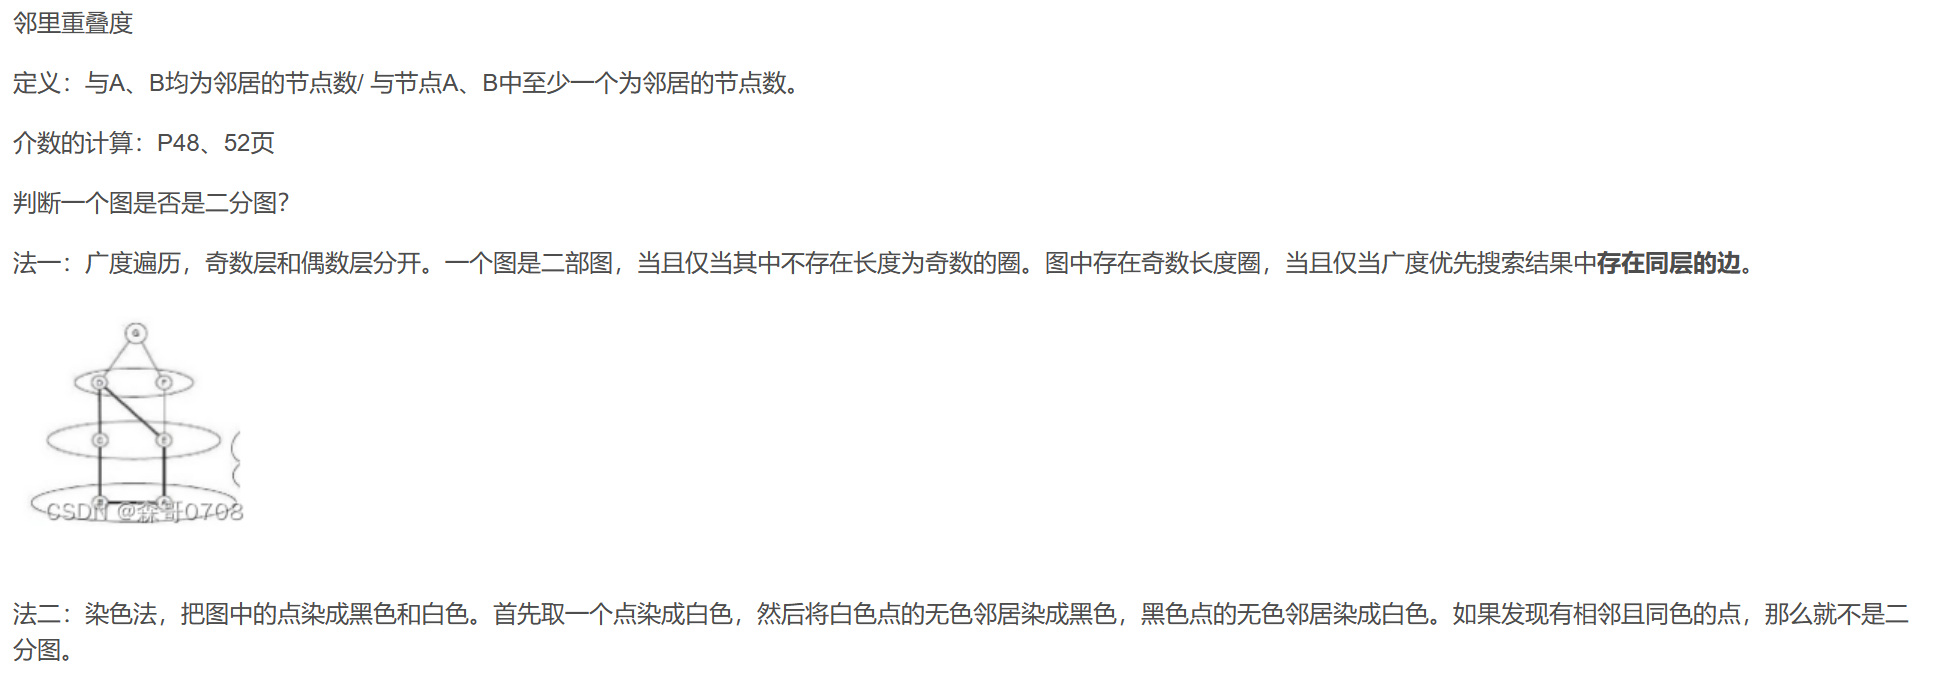 邻里重叠度
定义：与A、B均为邻居的节点数/ 与节点A、B中至少一个为邻居的节点数。
介数的计算：P48、52页
判断一个图是否是二分图？
法一：广度遍历，奇数层和偶数层分开。一个图是二部图，当且仅当其中不存在长度为奇数的圈。图中存在奇数长度圈，当且仅当广度优先搜索结果中存在同层的边。
CSDN @森哥0708
法二：染色法，把图中的点染成黑色和白色。首先取一个点染成白色，然后将白色点的无色邻居染成黑色，黑色点的无色邻居染成白色。如果发现有相邻且同色的点，那么就不是二
分图。